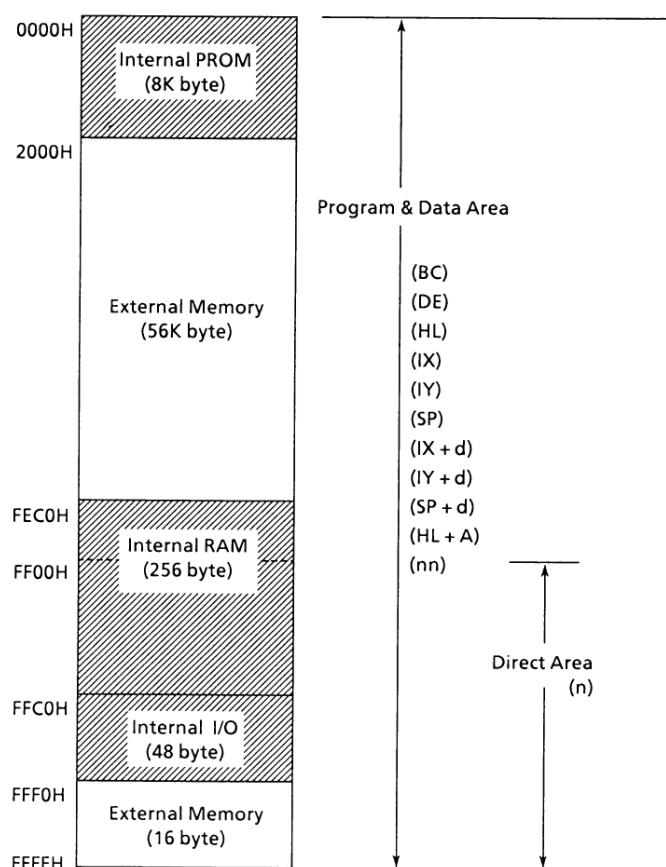 0000H
Internal PROM
(8K byte)
2000H
Program & Data Area
External Memory
(56K byte)
(BC)
(DE)
(HL)
(IX)
(IY)
(SP)
(IX + d)
(IY + d)
(SP + d)
(HL + A)
(nn)
FEC0H
Internal RAM
(256 byte)
FF00H
Direct Area
(n)
FFC0H
Internal I/O
(48 byte)
FFF0H
External Memory
(16 byte)
FFFFH